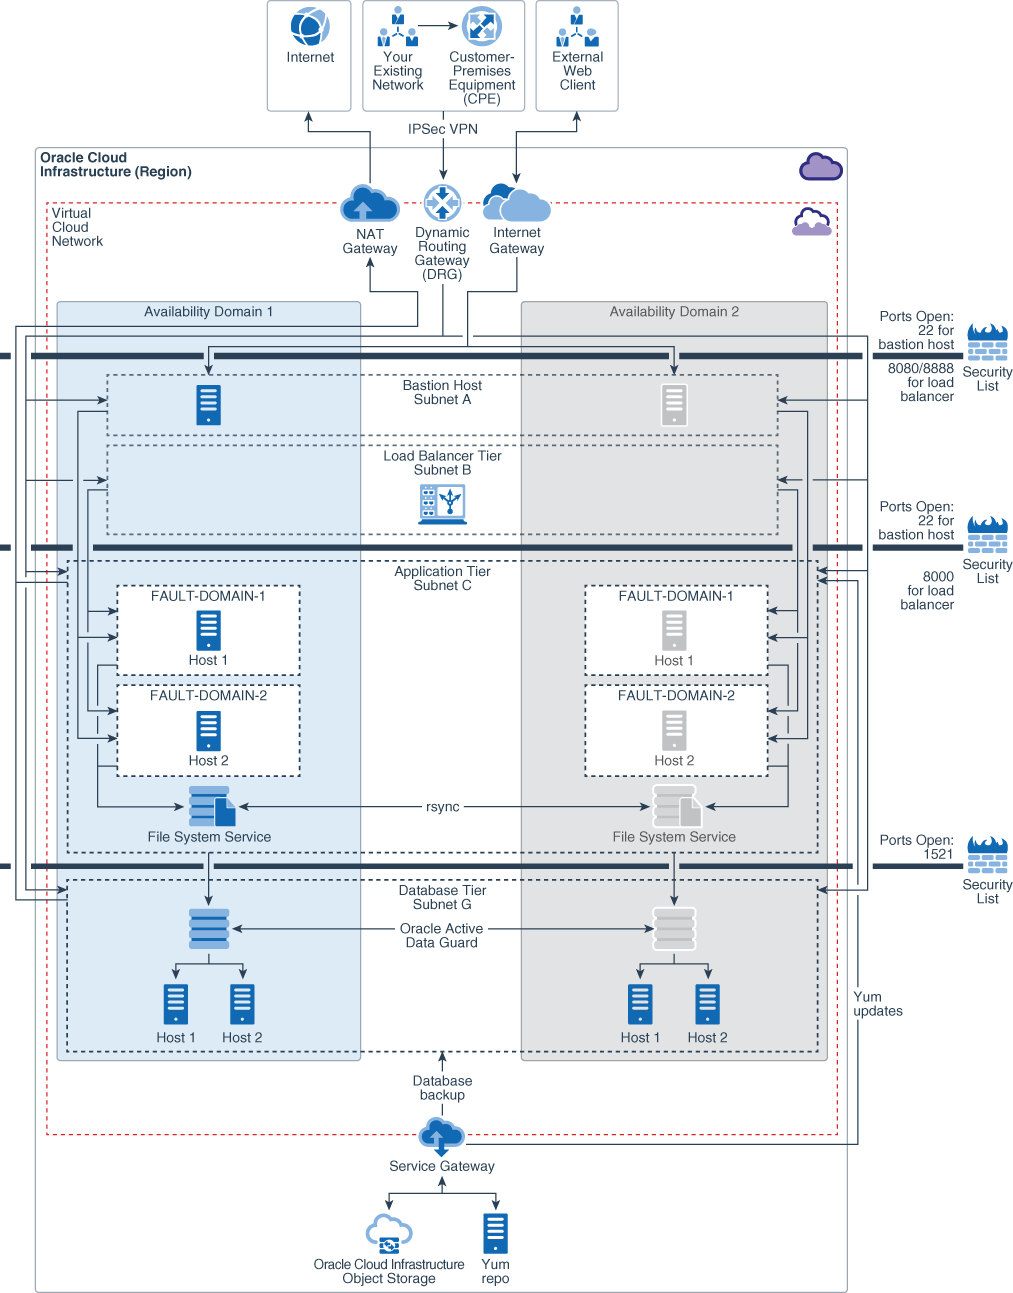 Internet
Your
Existing
Network
Customer-
Premises
Equipment
(CPE)
External
Web
Client
IPSec VPN
Oracle Cloud
Infrastructure (Region)
Virtual
Cloud
Network
NAT
Gateway
Dynamic
Routing
Gateway
(DRG)
Internet
Gateway
Availability Domain 1
Availability Domain 2
Ports Open:
22 for
bastion host
8080/8888
for load
balancer
Security
List
Bastion Host
Subnet A
Load Balancer Tier
Subnet B
Ports Open:
22 for
bastion host
8000
for load
balancer
Security
List
Application Tier
Subnet C
FAULT-DOMAIN-1
Host 1
FAULT-DOMAIN-2
Host 2
FAULT-DOMAIN-1
Host 1
FAULT-DOMAIN-2
Host 2
rsync
File System Service
File System Service
Ports Open:
1521
Security
List
Database Tier
Subnet G
Oracle Active
Data Guard
Host 1
Host 2
Host 1
Host 2
Yum
updates
Database
backup
Service Gateway
Oracle Cloud Infrastructure
Object Storage
Yum
repo